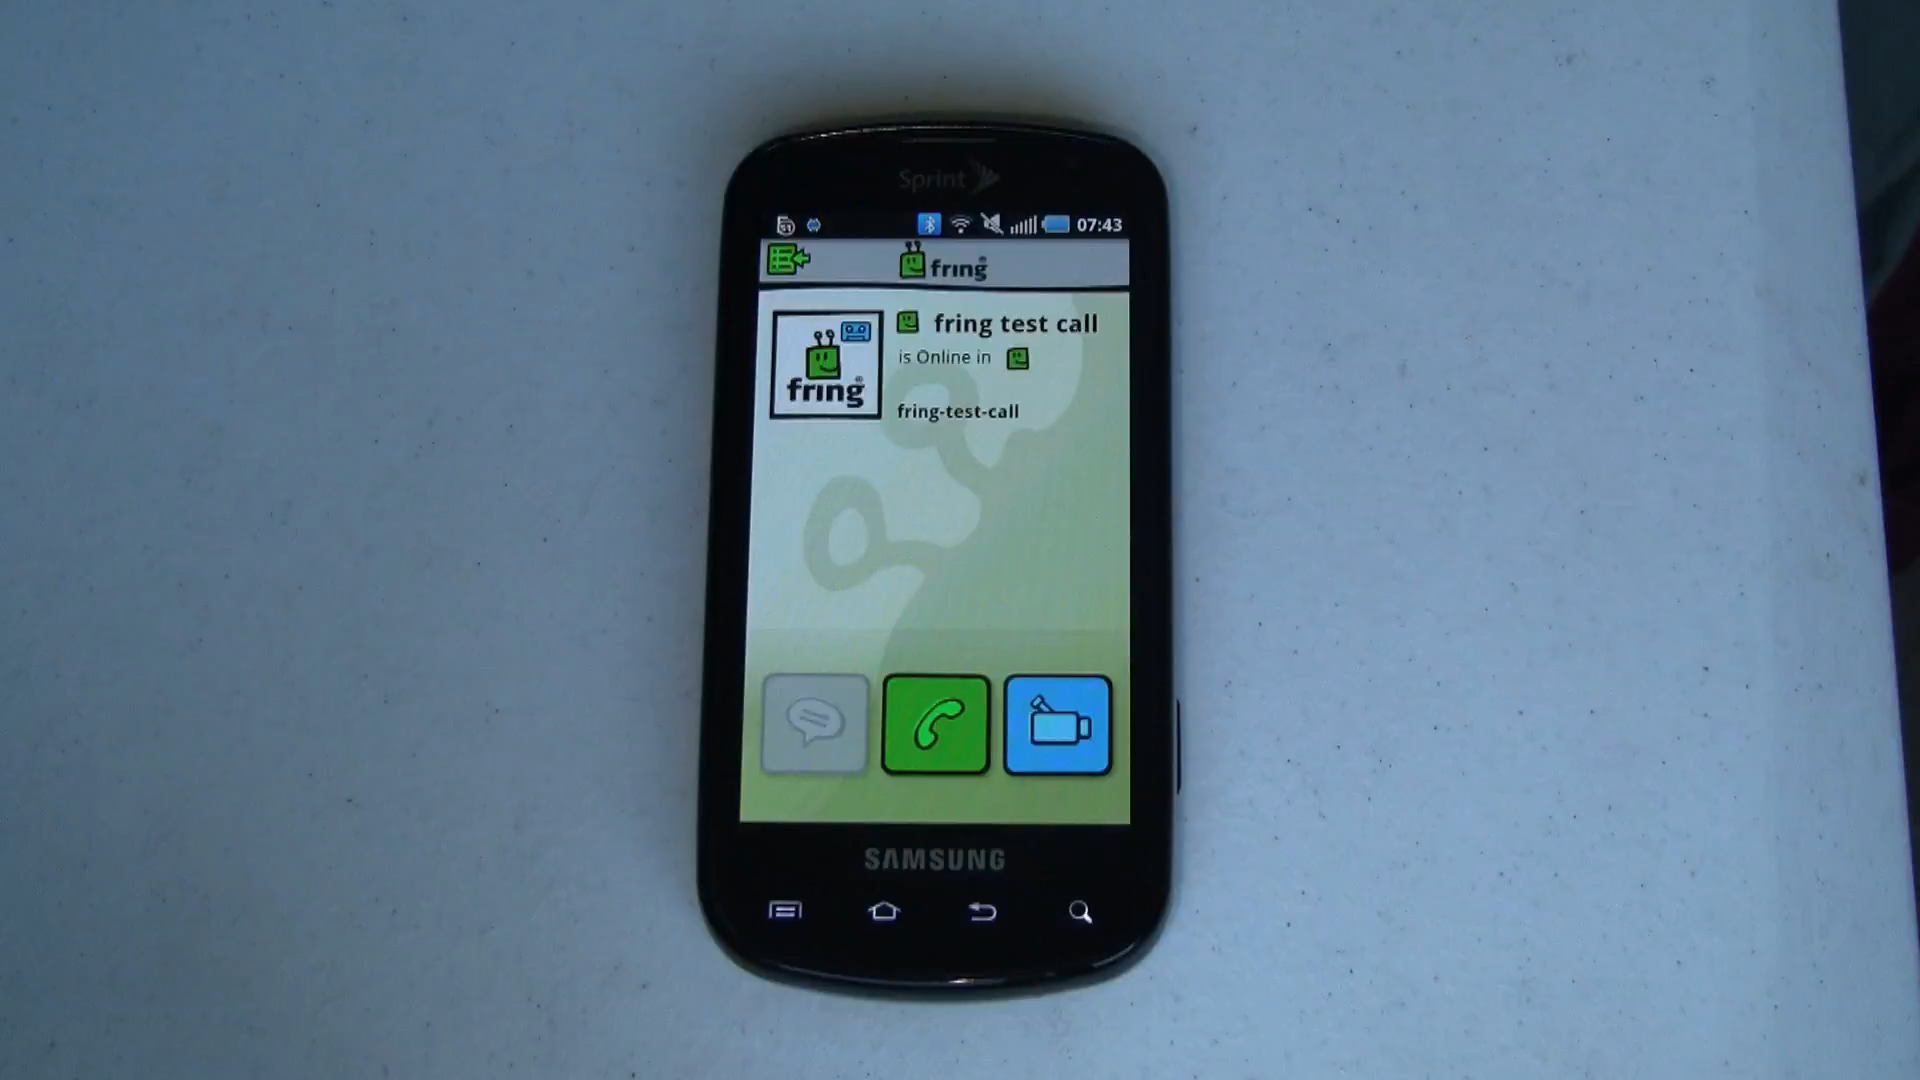 Sprint
07:43
fring®
fring test call
is Online in
fring®
fring-test-call
SAMSUNG